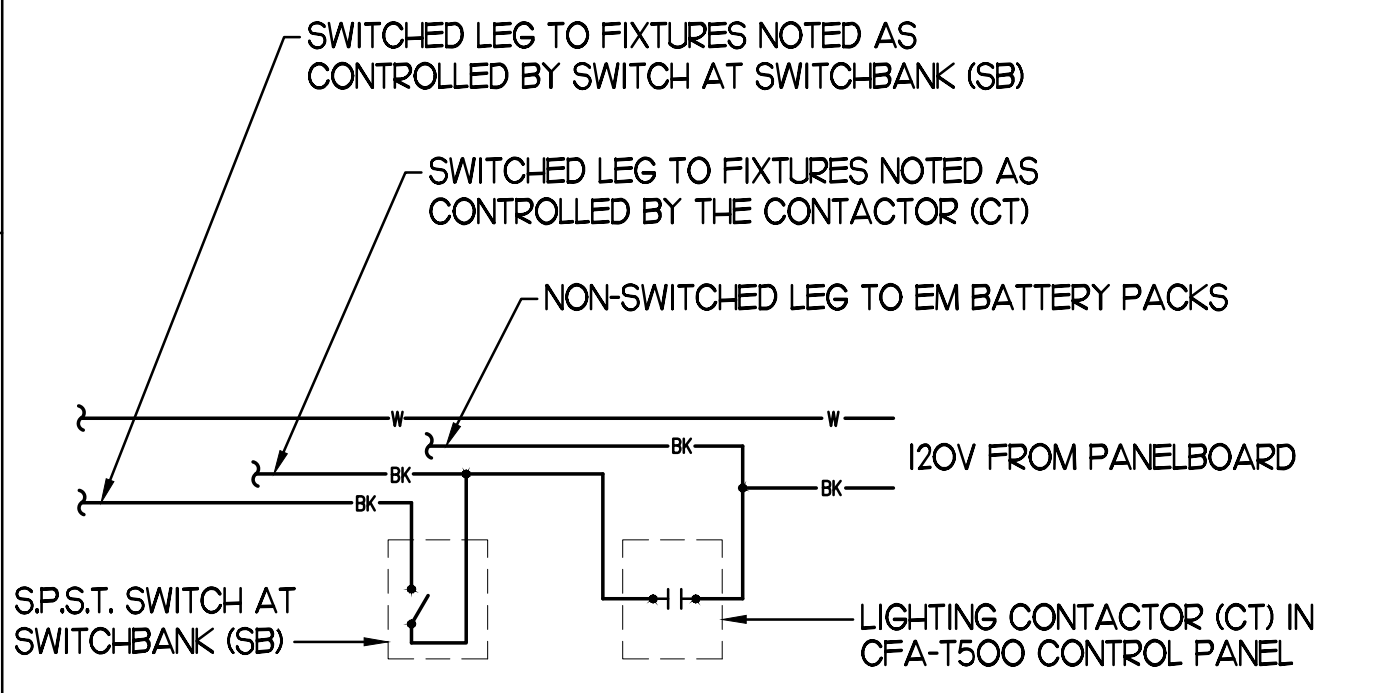 SWITCHED LEG TO FIXTURES NOTED AS
CONTROLLED BY SWITCH AT SWITCHBANK (SB)
SWITCHED LEG TO FIXTURES NOTED AS
CONTROLLED BY THE CONTACTOR (CT)
NON-SWITCHED LEG TO EM BATTERY PACKS
W
W
BK
120V FROM PANELBOARD
BK
BK
BK
S.P.S.T. SWITCH AT
SWITCHBANK (SB)
LIGHTING CONTACTOR (CT) IN
CFA-T500 CONTROL PANEL